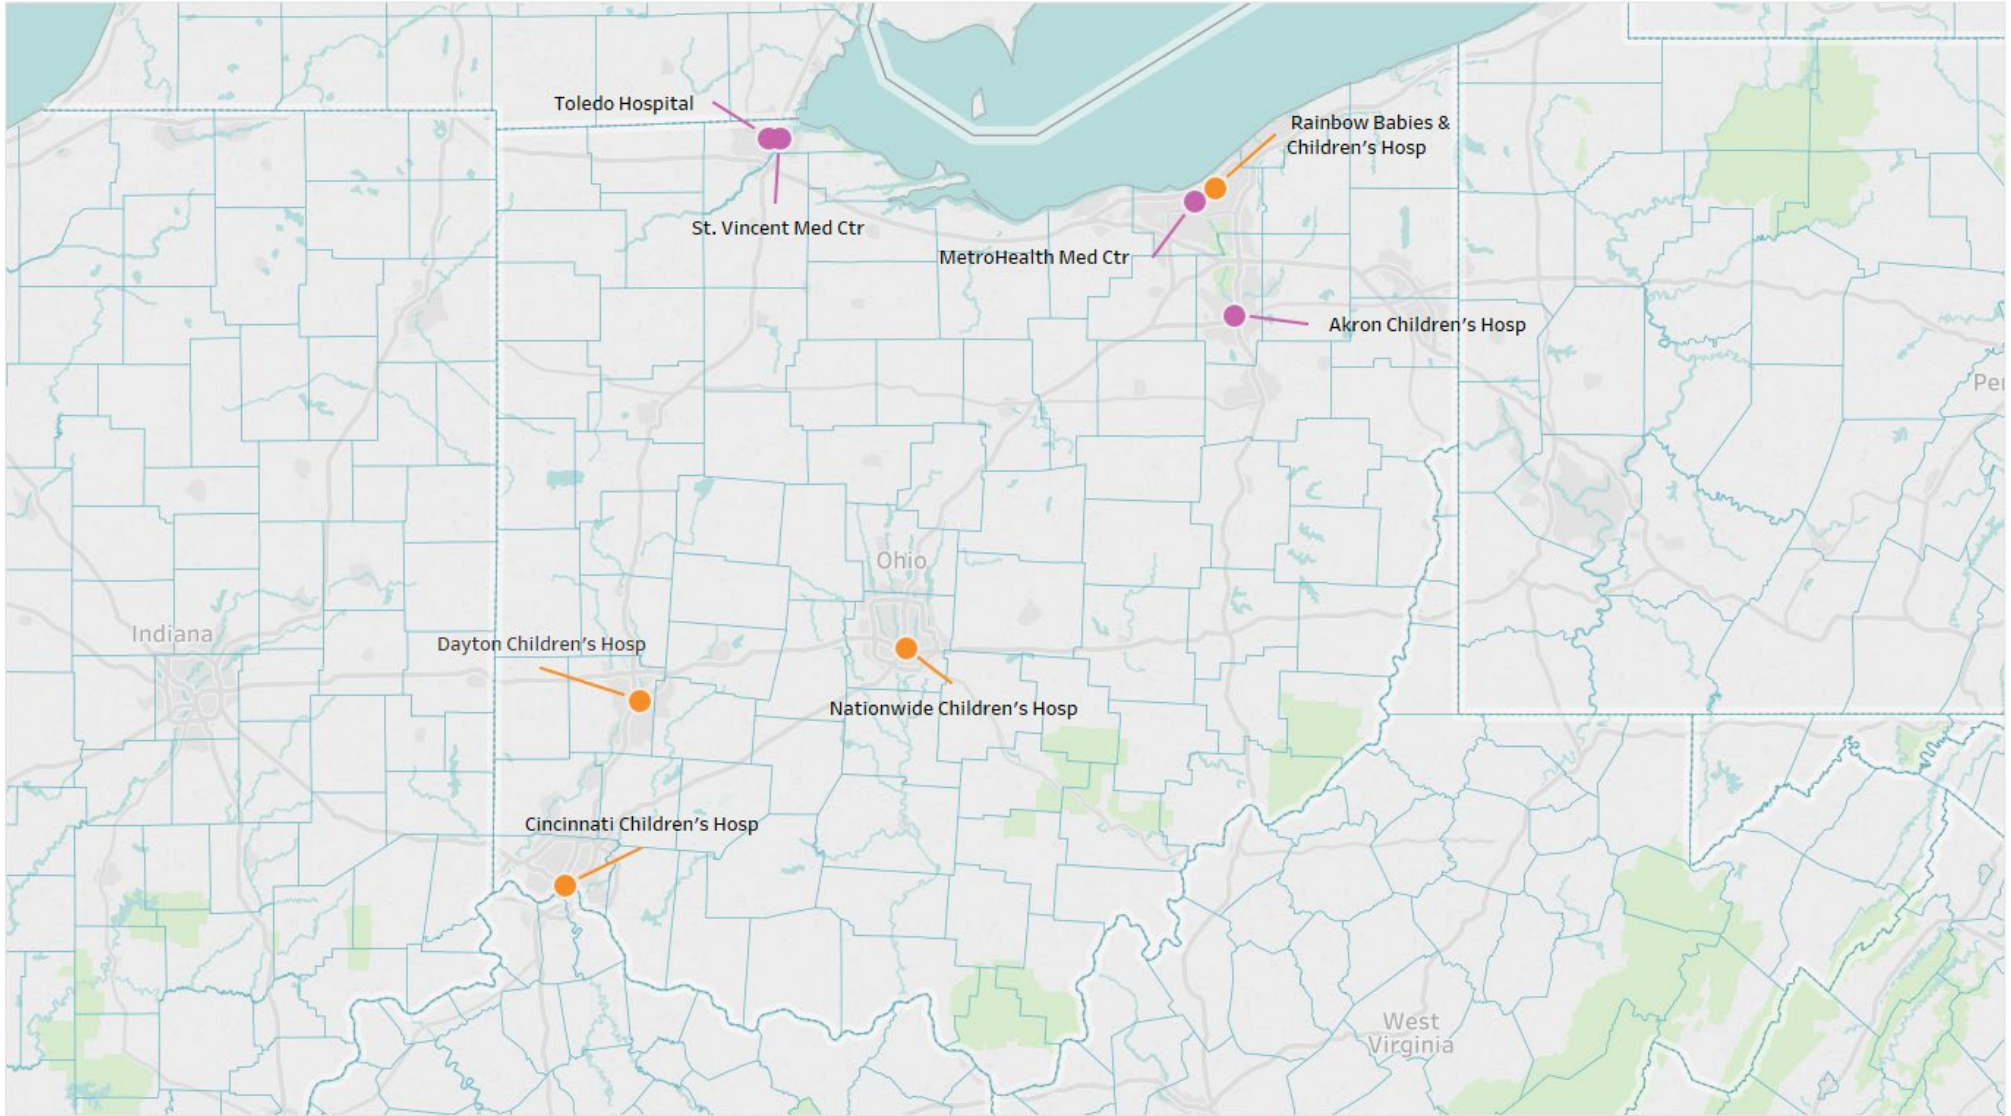 Toledo Hospital
Rainbow Babies &
Children's Hosp
St. Vincent Med Ctr
MetroHealth Med Ctr
Akron Children's Hosp
Ohio
Indiana
Dayton Children's Hosp
Nationwide Children's Hosp
Cincinnati Children's Hosp
West
Virginia